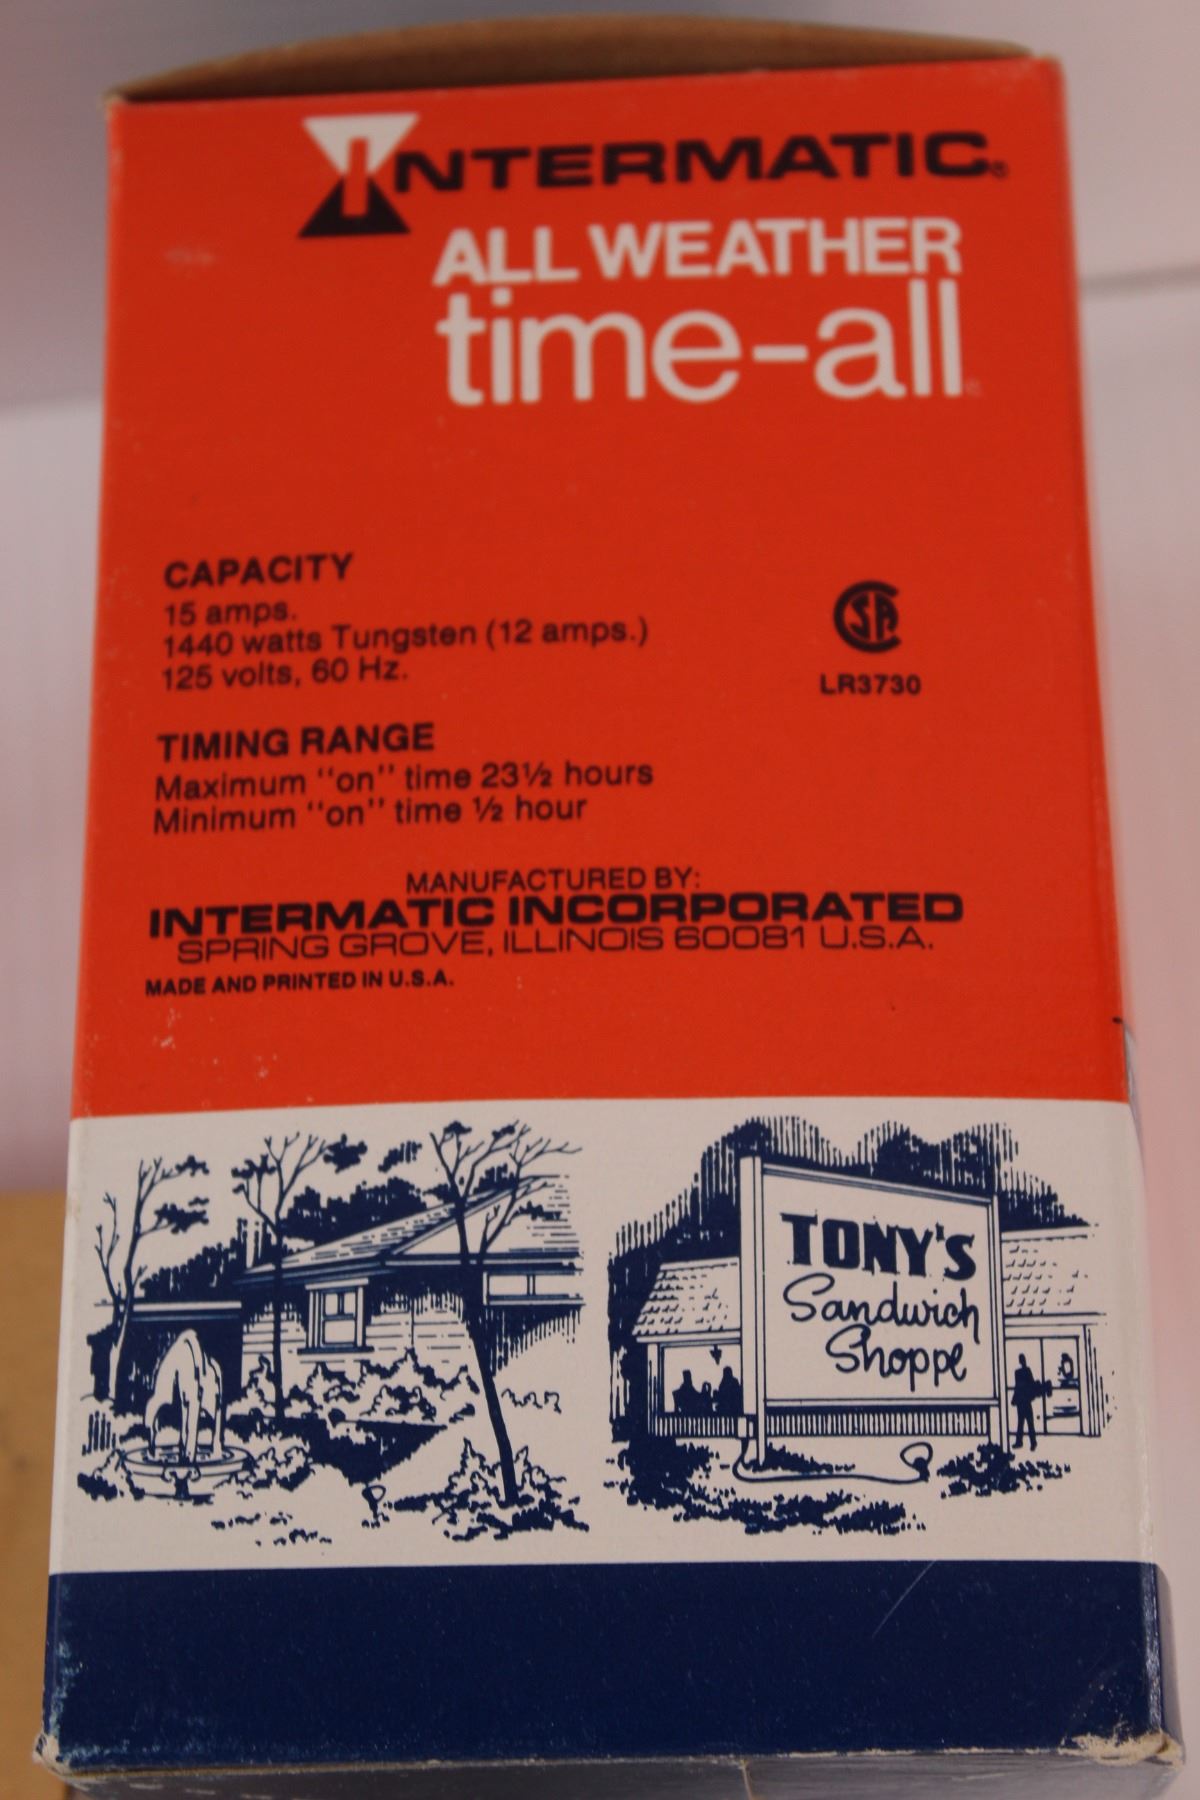 INTERMATIC®
ALL WEATHER
time-all
CAPACITY
15 amps.
1440 watts Tungsten (12 amps.)
125 volts, 60 Hz.
CSA
LR3730
TIMING RANGE
Maximum "on" time 23½ hours
Minimum "on" time ½ hour
MANUFACTURED BY:
INTERMATIC INCORPORATED
SPRING GROVE, ILLINOIS 60081 U.S.A.
MADE AND PRINTED IN U.S.A.
TONY'S
Sandwich
Shoppe